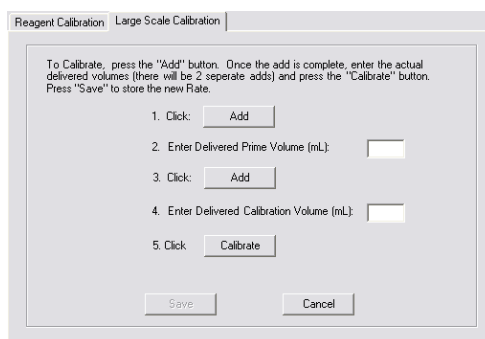 Reagent Calibration Large Scale Calibration
To Calibrate, press the "Add" button. Once the add is complete, enter the actual
delivered volumes (there will be 2 seperate adds) and press the "Calibrate" button.
Press "Save" to store the new Rate.
1. Click: Add
2. Enter Delivered Prime Volume (mL):
3. Click: Add
4. Enter Delivered Calibration Volume (mL):
5. Click Calibrate
Save Cancel